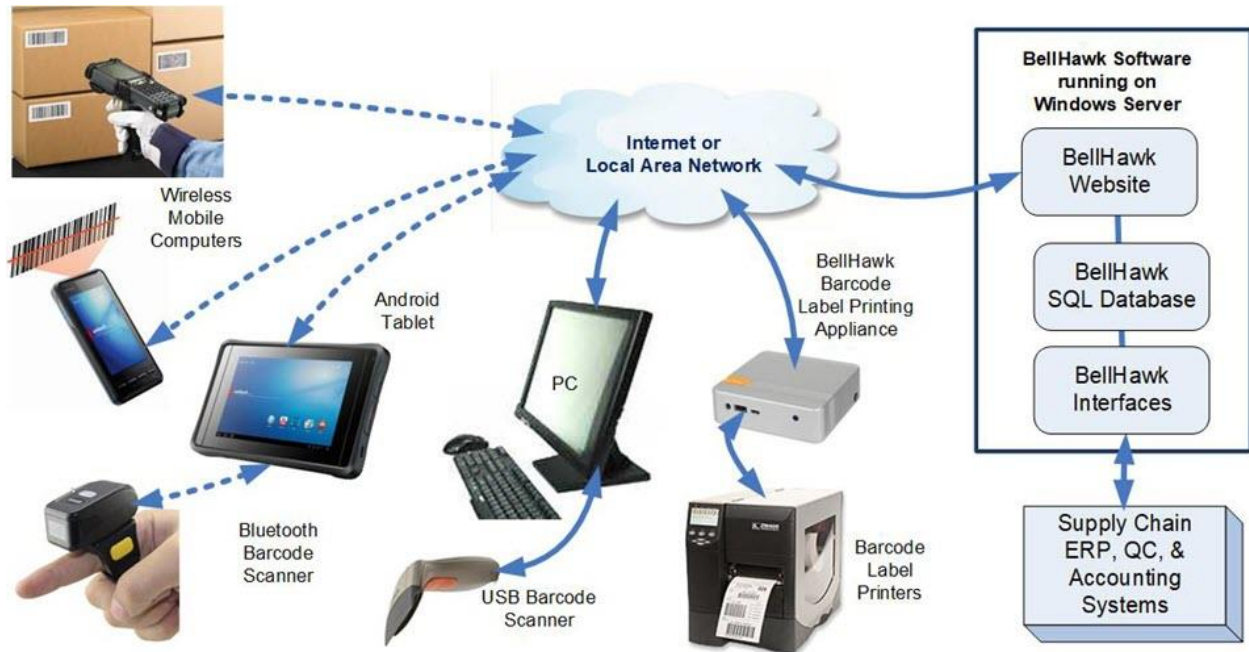 BellHawk Software
running on
Windows Server
Internet or
Local Area Network
BellHawk
Website
Wireless
Mobile
Computers
BellHawk
Barcode
Label Printing
Appliance
BellHawk
SQL Database
Android
Tablet
PC
BellHawk
Interfaces
Bluetooth
Barcode
Scanner
USB Barcode
Scanner
Barcode
Label
Printers
Supply Chain
ERP, QC, &
Accounting
Systems